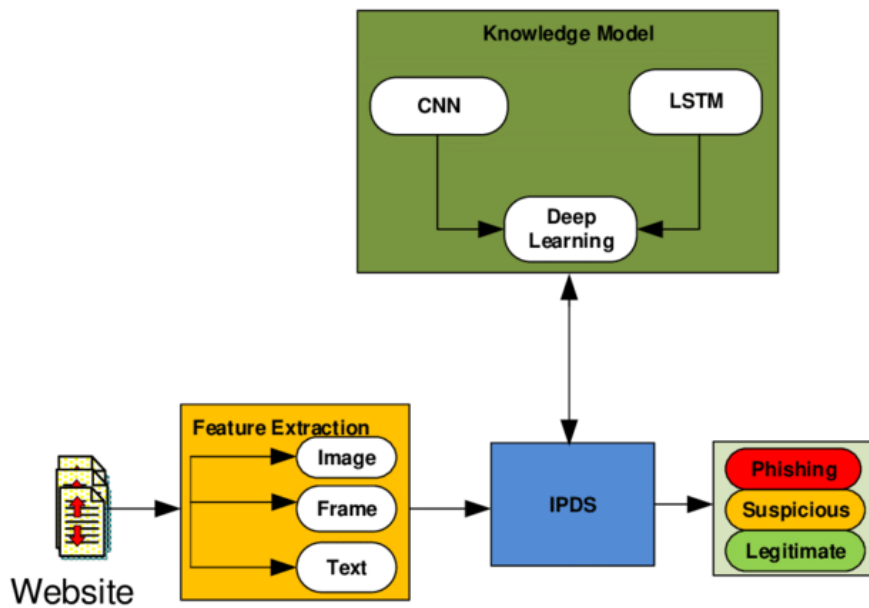 Knowledge Model
CNN
LSTM
Deep
Learning
Feature Extraction
Image
Frame
Text
Website
IPDS
Phishing
Suspicious
Legitimate